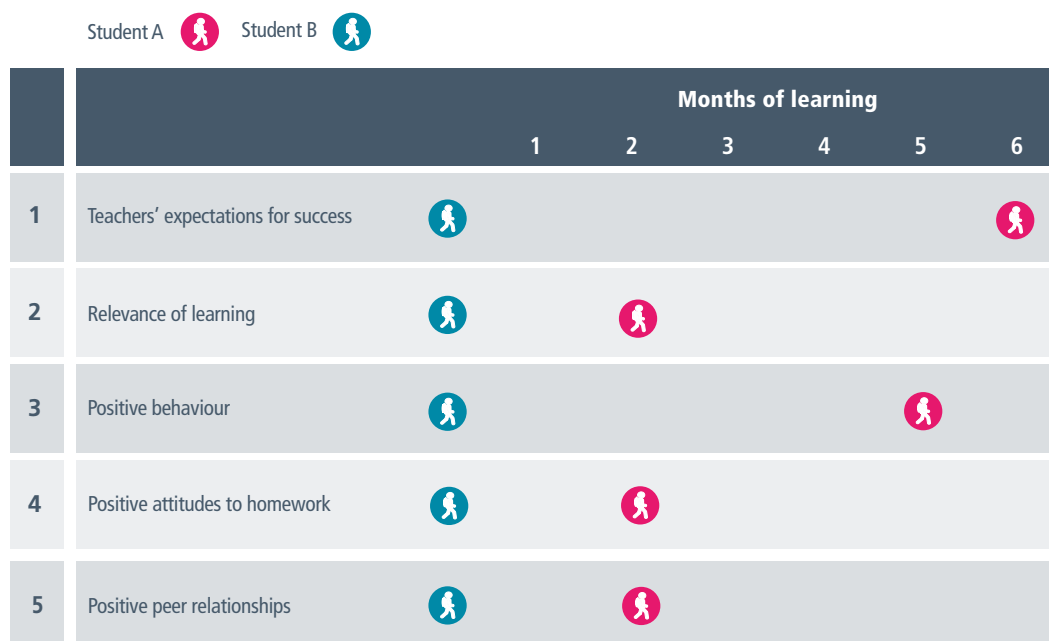 Student A Student B
Months of learning
1 2 3 4 5 6
1 Teachers’ expectations for success
2 Relevance of learning
3 Positive behaviour
4 Positive attitudes to homework
5 Positive peer relationships